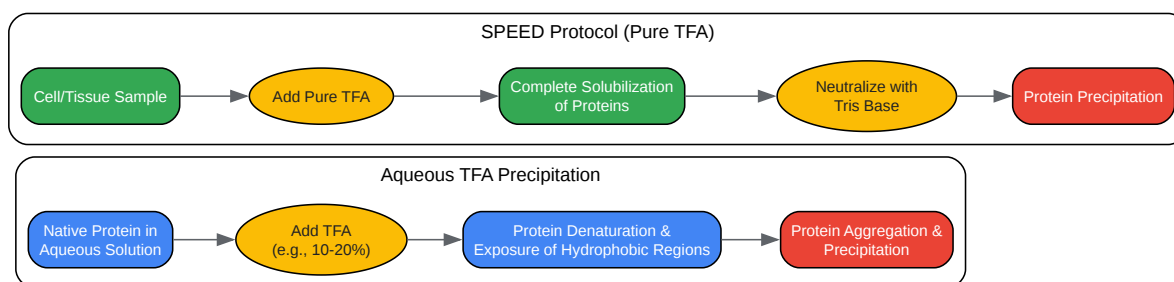 SPEED Protocol (Pure TFA)
Cell/Tissue Sample
Add Pure TFA
Complete Solubilization
of Proteins
Neutralize with
Tris Base
Protein Precipitation
Aqueous TFA Precipitation
Native Protein in
Aqueous Solution
Add TFA
(e.g., 10-20%)
Protein Denaturation &
Exposure of Hydrophobic Regions
Protein Aggregation &
Precipitation